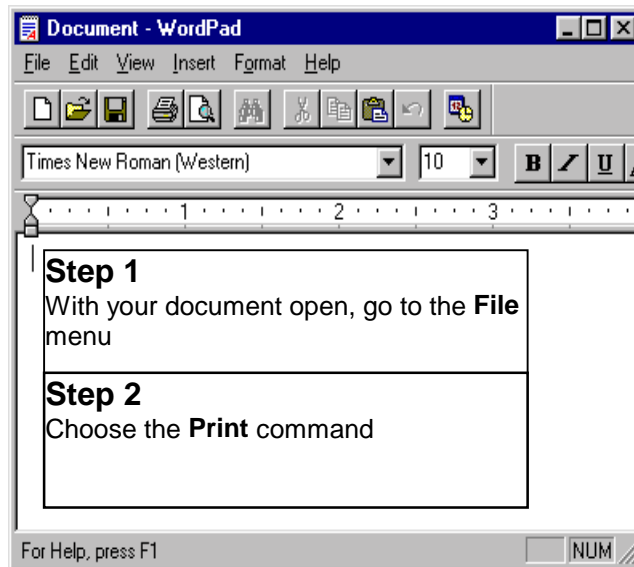 Document - WordPad
File Edit View Insert Format Help
Times New Roman (Western) 10 B I U
1 2 3
Step 1
With your document open, go to the File
menu
Step 2
Choose the Print command
For Help, press F1 NUM